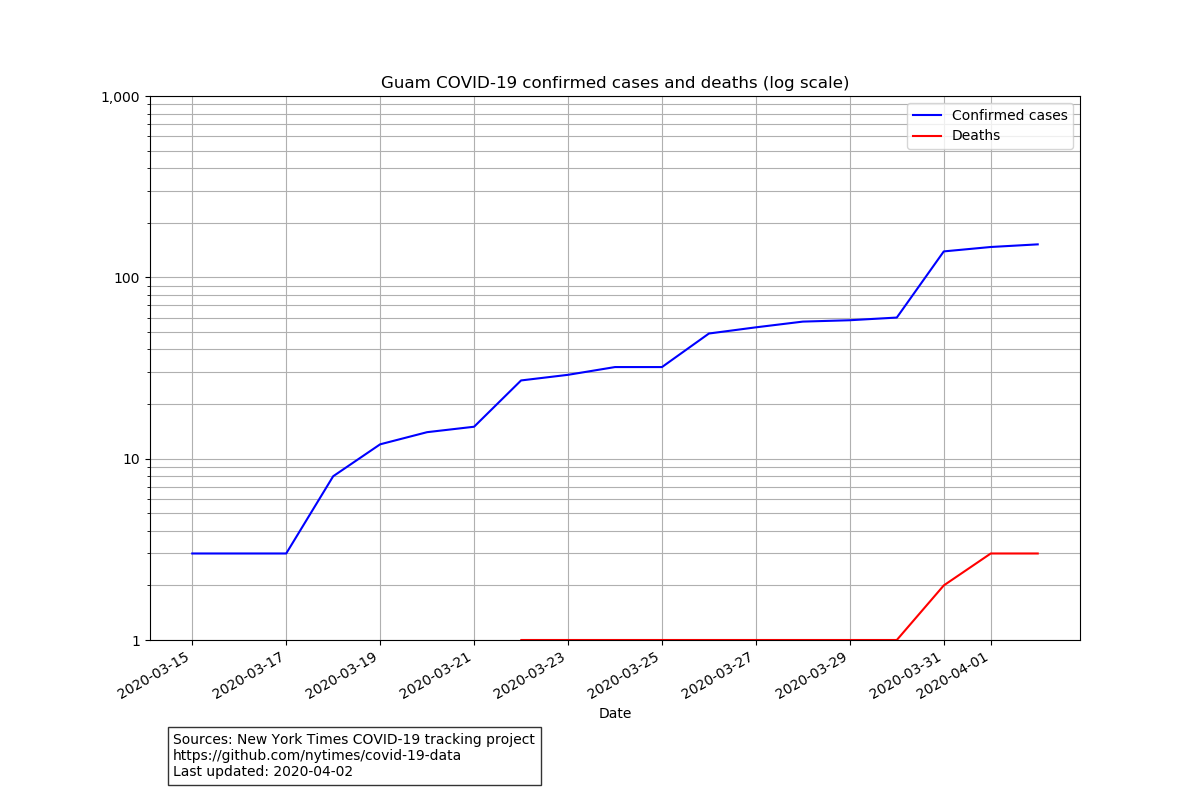 Guam COVID-19 confirmed cases and deaths (log scale)
1,000
100
10
1
Confirmed cases
Deaths
2020-03-15
2020-03-17
2020-03-19
2020-03-21
2020-03-23
2020-03-25
2020-03-27
2020-03-29
2020-03-31
2020-04-01
Date
Sources: New York Times COVID-19 tracking project
https://github.com/nytimes/covid-19-data
Last updated: 2020-04-02